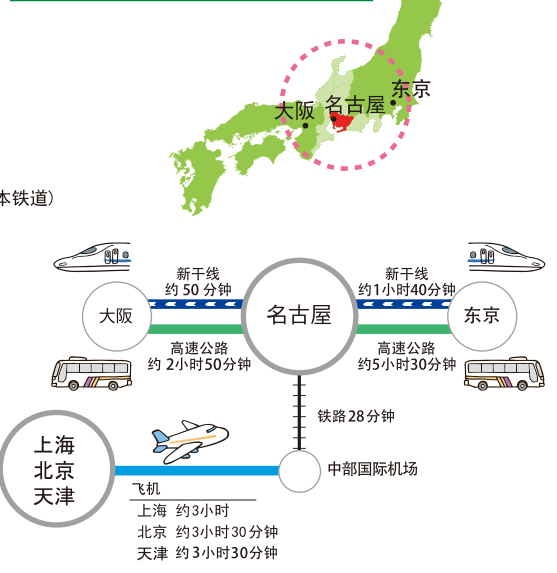 东京
名古屋
大阪
本铁道）
新干线
约 50 分钟
新干线
约1小时40分钟
大阪
名古屋
东京
高速公路
约 2小时50分钟
高速公路
约5小时30分钟
铁路28分钟
上海
北京
天津
中部国际机场
飞机
上海 约3小时
北京 约3小时30分钟
天津 约3小时30分钟